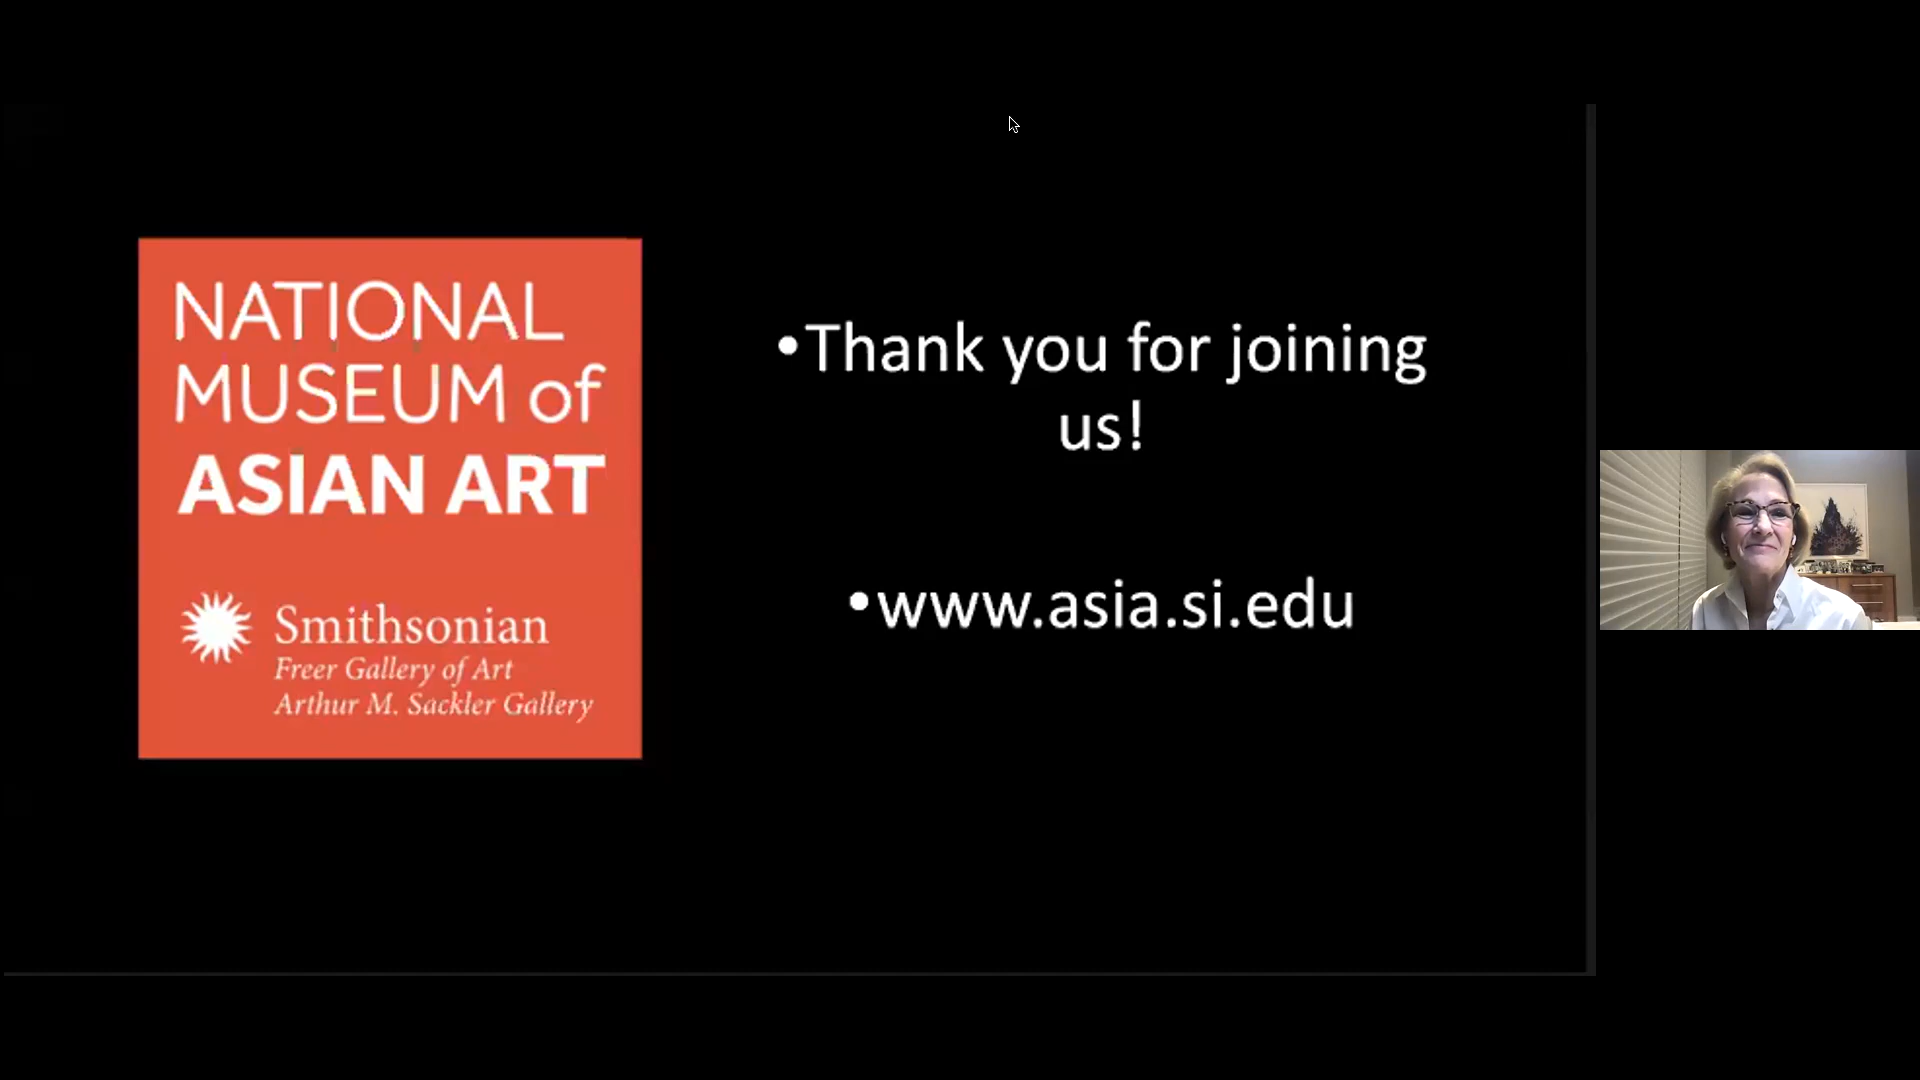 NATIONAL
MUSEUM of
ASIAN ART
Smithsonian
Freer Gallery of Art
Arthur M. Sackler Gallery
•Thank you for joining
us!
•www.asia.si.edu